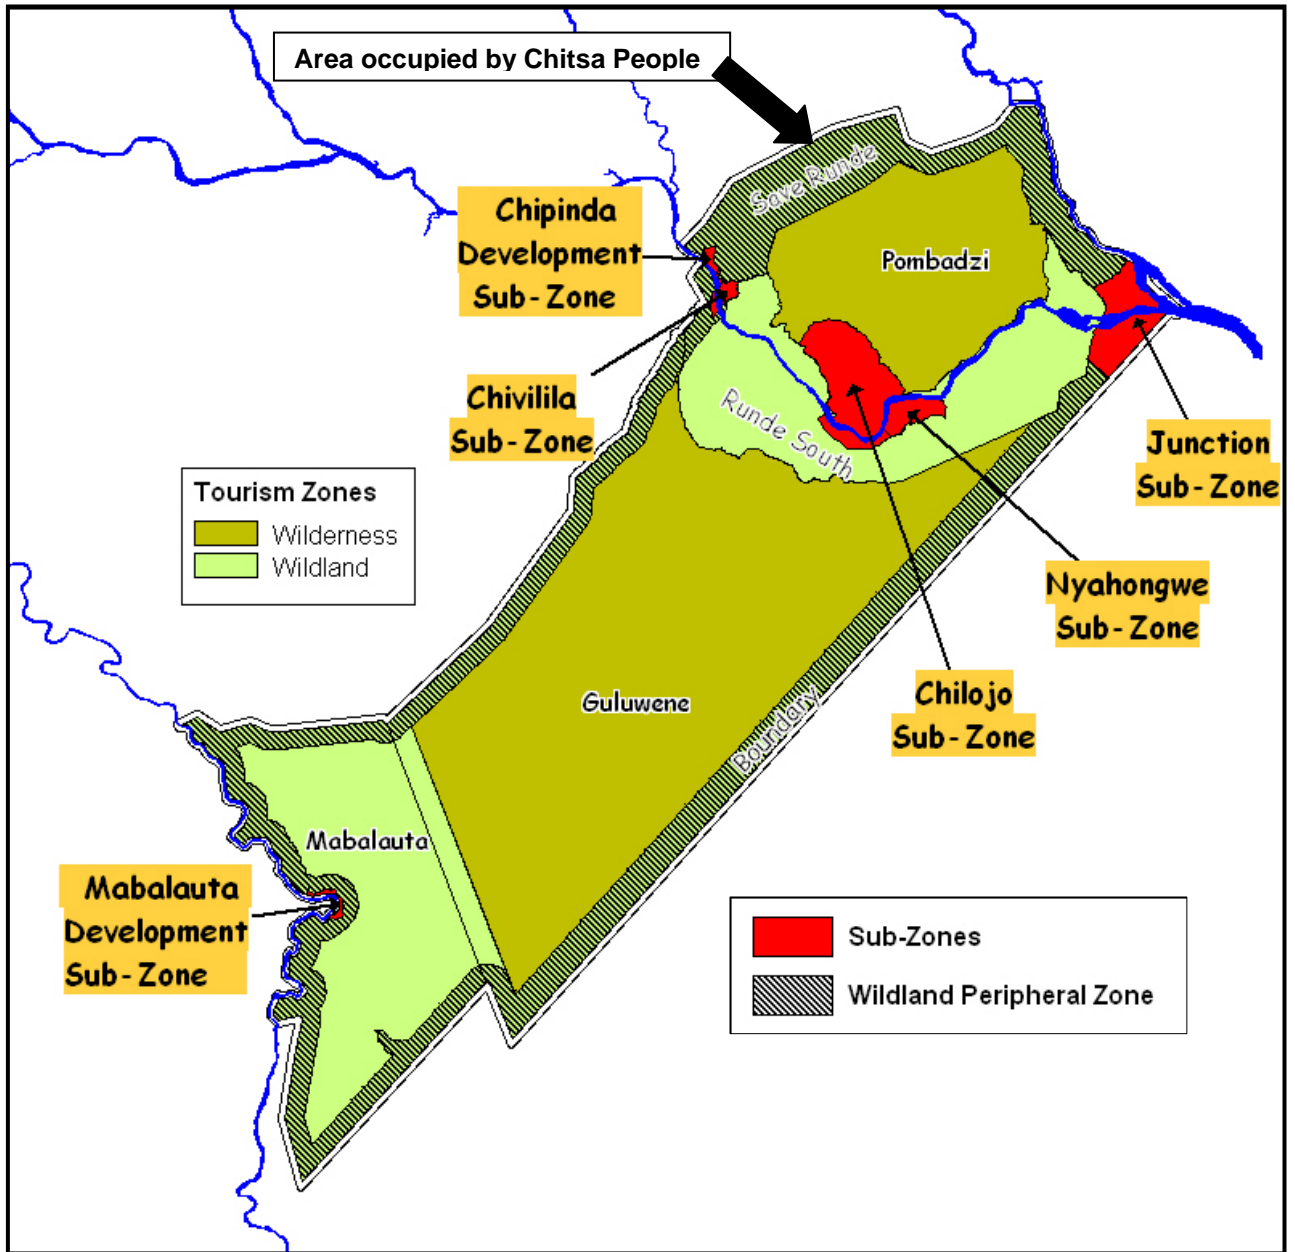 Area occupied by Chitsa People
Save Runde
Chipinda
Development
Sub-Zone
Pombadzi
Chivilila
Sub-Zone
Runde South
Junction
Sub-Zone
Tourism Zones
Wilderness
Wildland
Nyahongwe
Sub-Zone
Chilojo
Sub-Zone
Guluwene
Boundary
Mabalauta
Mabalauta
Development
Sub-Zone
Sub-Zones
Wildland Peripheral Zone